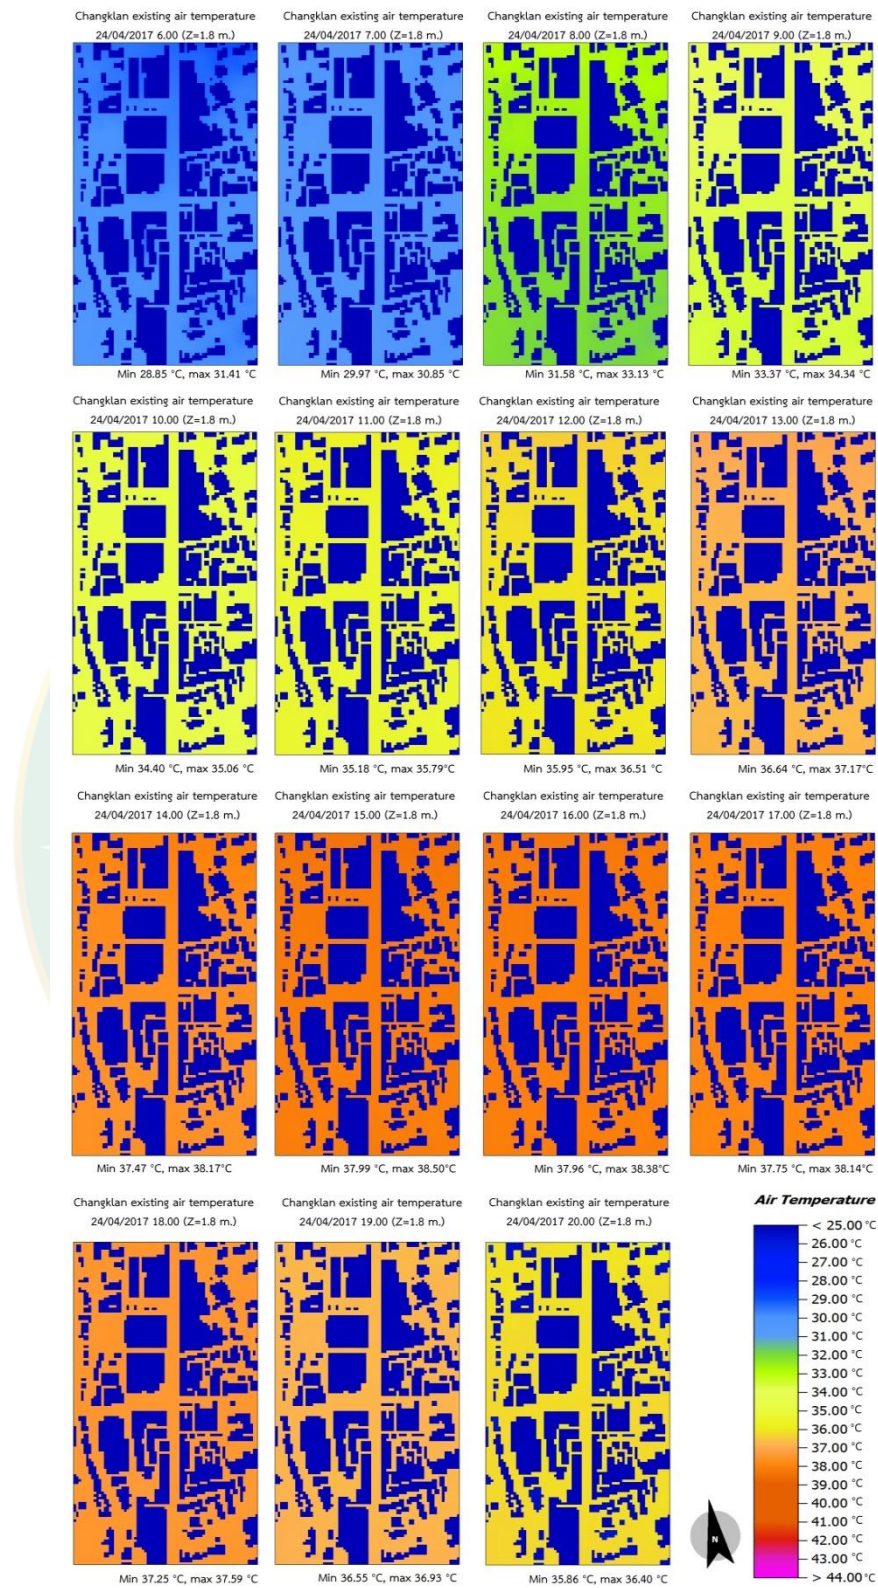 Changklan existing air temperature
24/04/2017 6.00 (Z=1.8 m.)
Min 28.85 °C, max 31.41 °C
Changklan existing air temperature
24/04/2017 7.00 (Z=1.8 m.)
Min 29.97 °C, max 30.85 °C
Changklan existing air temperature
24/04/2017 8.00 (Z=1.8 m.)
Min 31.58 °C, max 33.13 °C
Changklan existing air temperature
24/04/2017 9.00 (Z=1.8 m.)
Min 33.37 °C, max 34.34 °C
Changklan existing air temperature
24/04/2017 10.00 (Z=1.8 m.)
Min 34.40 °C, max 35.06 °C
Changklan existing air temperature
24/04/2017 11.00 (Z=1.8 m.)
Min 35.18 °C, max 35.79°C
Changklan existing air temperature
24/04/2017 12.00 (Z=1.8 m.)
Min 35.95 °C, max 36.51 °C
Changklan existing air temperature
24/04/2017 13.00 (Z=1.8 m.)
Min 36.64 °C, max 37.17°C
Changklan existing air temperature
24/04/2017 14.00 (Z=1.8 m.)
Min 37.47 °C, max 38.17°C
Changklan existing air temperature
24/04/2017 15.00 (Z=1.8 m.)
Min 37.99 °C, max 38.50°C
Changklan existing air temperature
24/04/2017 16.00 (Z=1.8 m.)
Min 37.96 °C, max 38.38°C
Changklan existing air temperature
24/04/2017 17.00 (Z=1.8 m.)
Min 37.75 °C, max 38.14°C
Changklan existing air temperature
24/04/2017 18.00 (Z=1.8 m.)
Min 37.25 °C, max 37.59 °C
Changklan existing air temperature
24/04/2017 19.00 (Z=1.8 m.)
Min 36.55 °C, max 36.93 °C
Changklan existing air temperature
24/04/2017 20.00 (Z=1.8 m.)
Min 35.86 °C, max 36.40 °C
Air Temperature
< 25.00 °C
26.00 °C
27.00 °C
28.00 °C
29.00 °C
30.00 °C
31.00 °C
32.00 °C
33.00 °C
34.00 °C
35.00 °C
36.00 °C
37.00 °C
38.00 °C
39.00 °C
40.00 °C
41.00 °C
42.00 °C
43.00 °C
> 44.00 °C
N